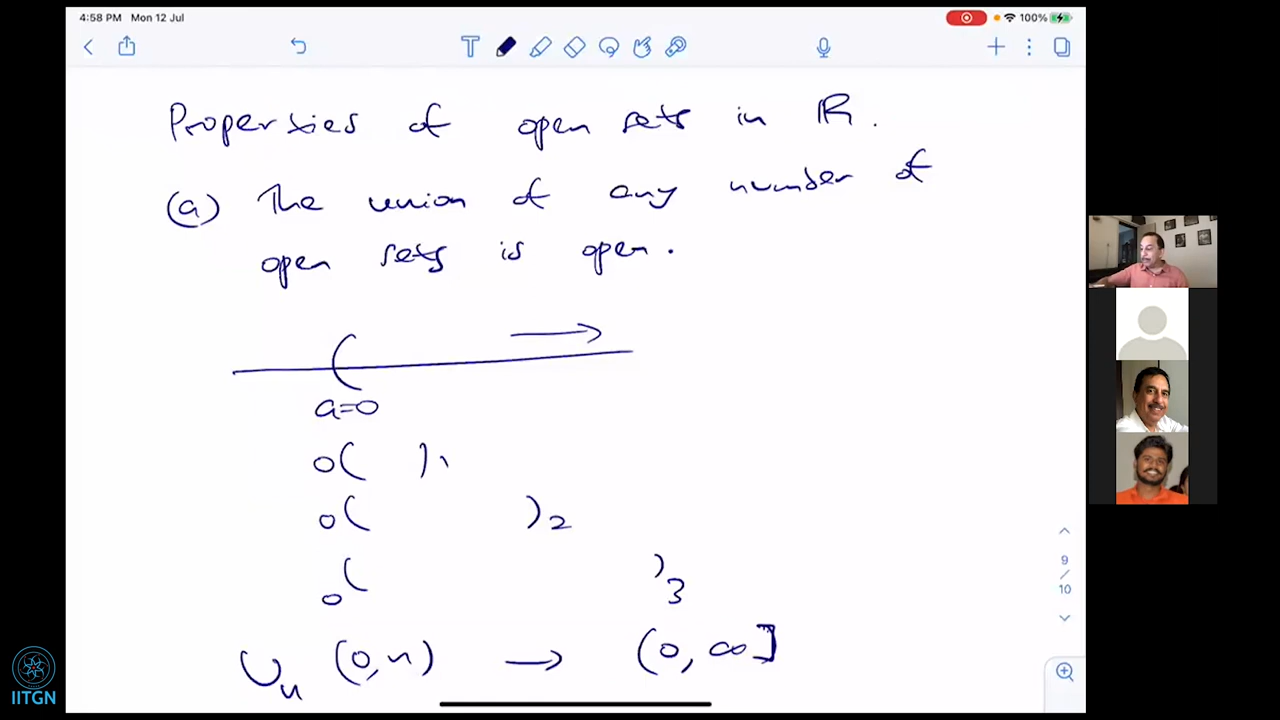 4:58 PM Mon 12 Jul
100%
Properties of open sets in ℝ.
(a) The union of any number of
open sets is open.
a=0
0( )1
0( )2
0( )3
∪n (0,n) → (0, ∞]
9
/
10
IITGN